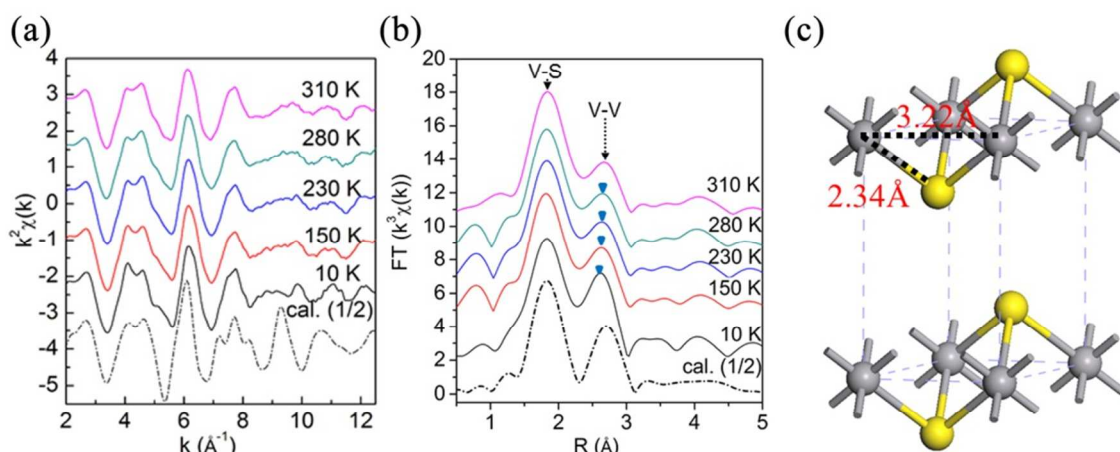 (a)
k²χ(k)
4
3
2
1
0
-1
-2
-3
-4
-5
310 K
280 K
230 K
150 K
10 K
cal. (1/2)
2
4
6
8
10
12
k (Å⁻¹)
(b)
FT (k³χ(k))
20
18
16
14
12
10
8
6
4
2
0
V-S
V-V
310 K
280 K
230 K
150 K
10 K
cal. (1/2)
1
2
3
4
5
R (Å)
(c)
3.22Å
2.34Å